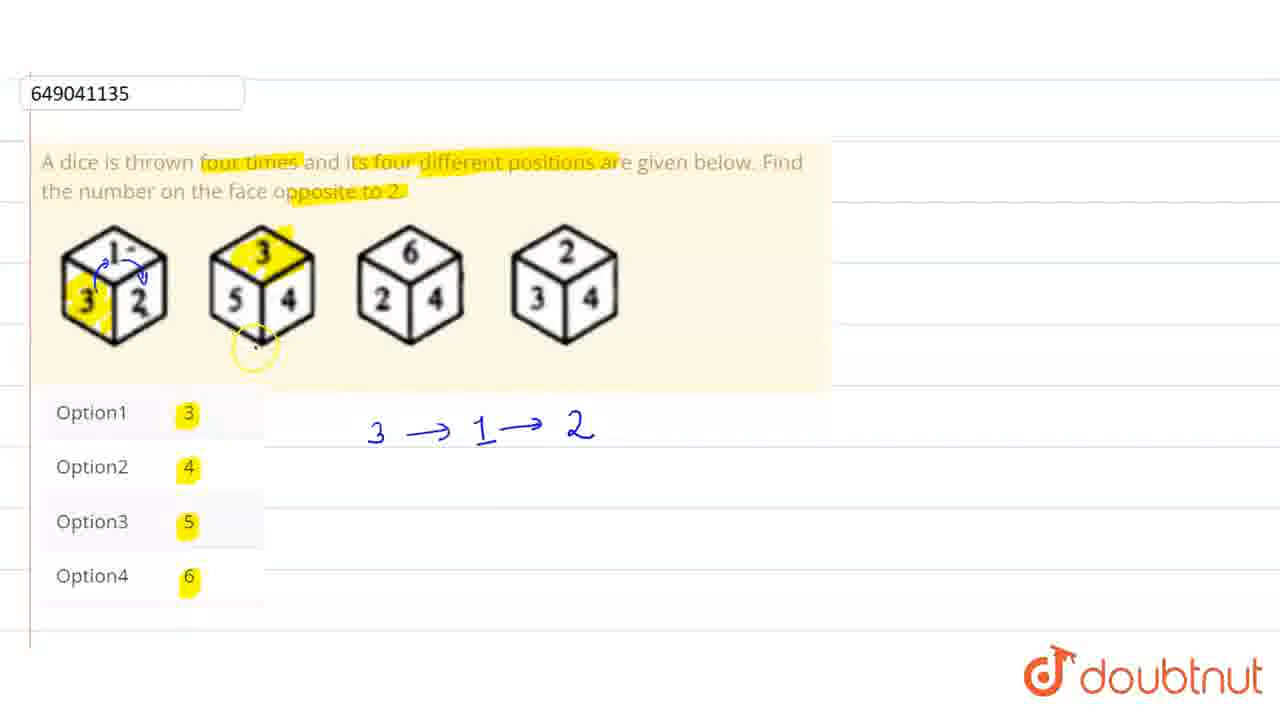 649041135
A dice is thrown four times and its four different positions are given below. Find
the number on the face opposite to 2.
1 3 6 2
3 2 5 4 2 4 3 4
Option1 3
3 → 1 → 2
Option2 4
Option3 5
Option4 6
doubtnut